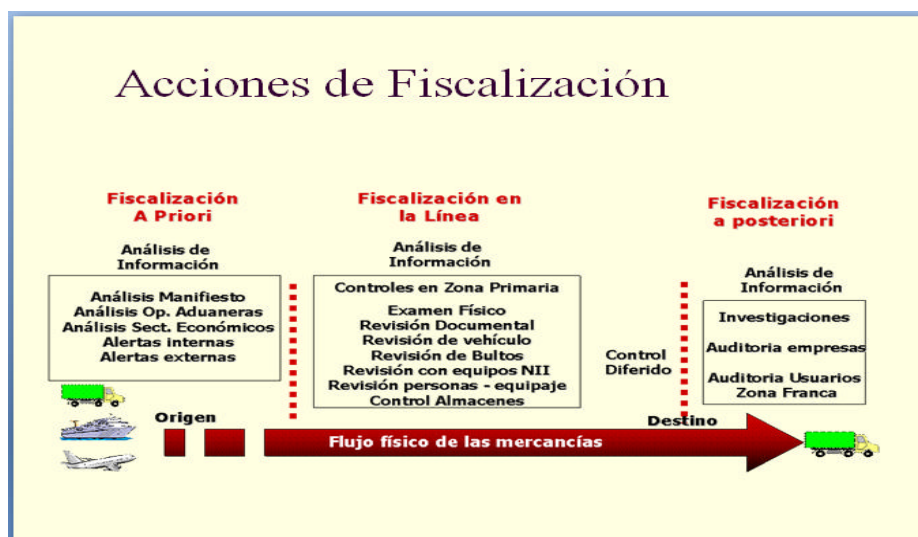 Acciones de Fiscalización
Fiscalización
A Priori
Análisis de
Información
Análisis Manifiesto
Análisis Op. Aduaneras
Análisis Sect. Económicos
Alertas internas
Alertas externas
Fiscalización en
la Línea
Análisis de
Información
Controles en Zona Primaria
Examen Físico
Revisión Documental
Revisión de vehículo
Revisión de Bultos
Revisión con equipos NII
Revisión personas - equipaje
Control Almacenes
Control
Diferido
Fiscalización
a posteriori
Análisis de
Información
Investigaciones
Auditoria empresas
Auditoria Usuarios
Zona Franca
Origen
Destino
Flujo físico de las mercancías